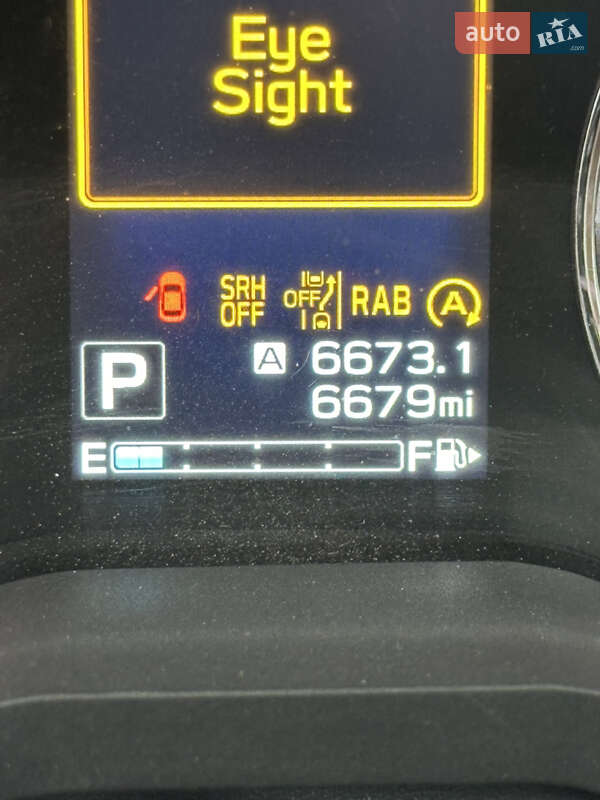 auto RIA .com
Eye
Sight
SRH OFF
OFF
RAB
A
P
A 6673.1
6679mi
E F